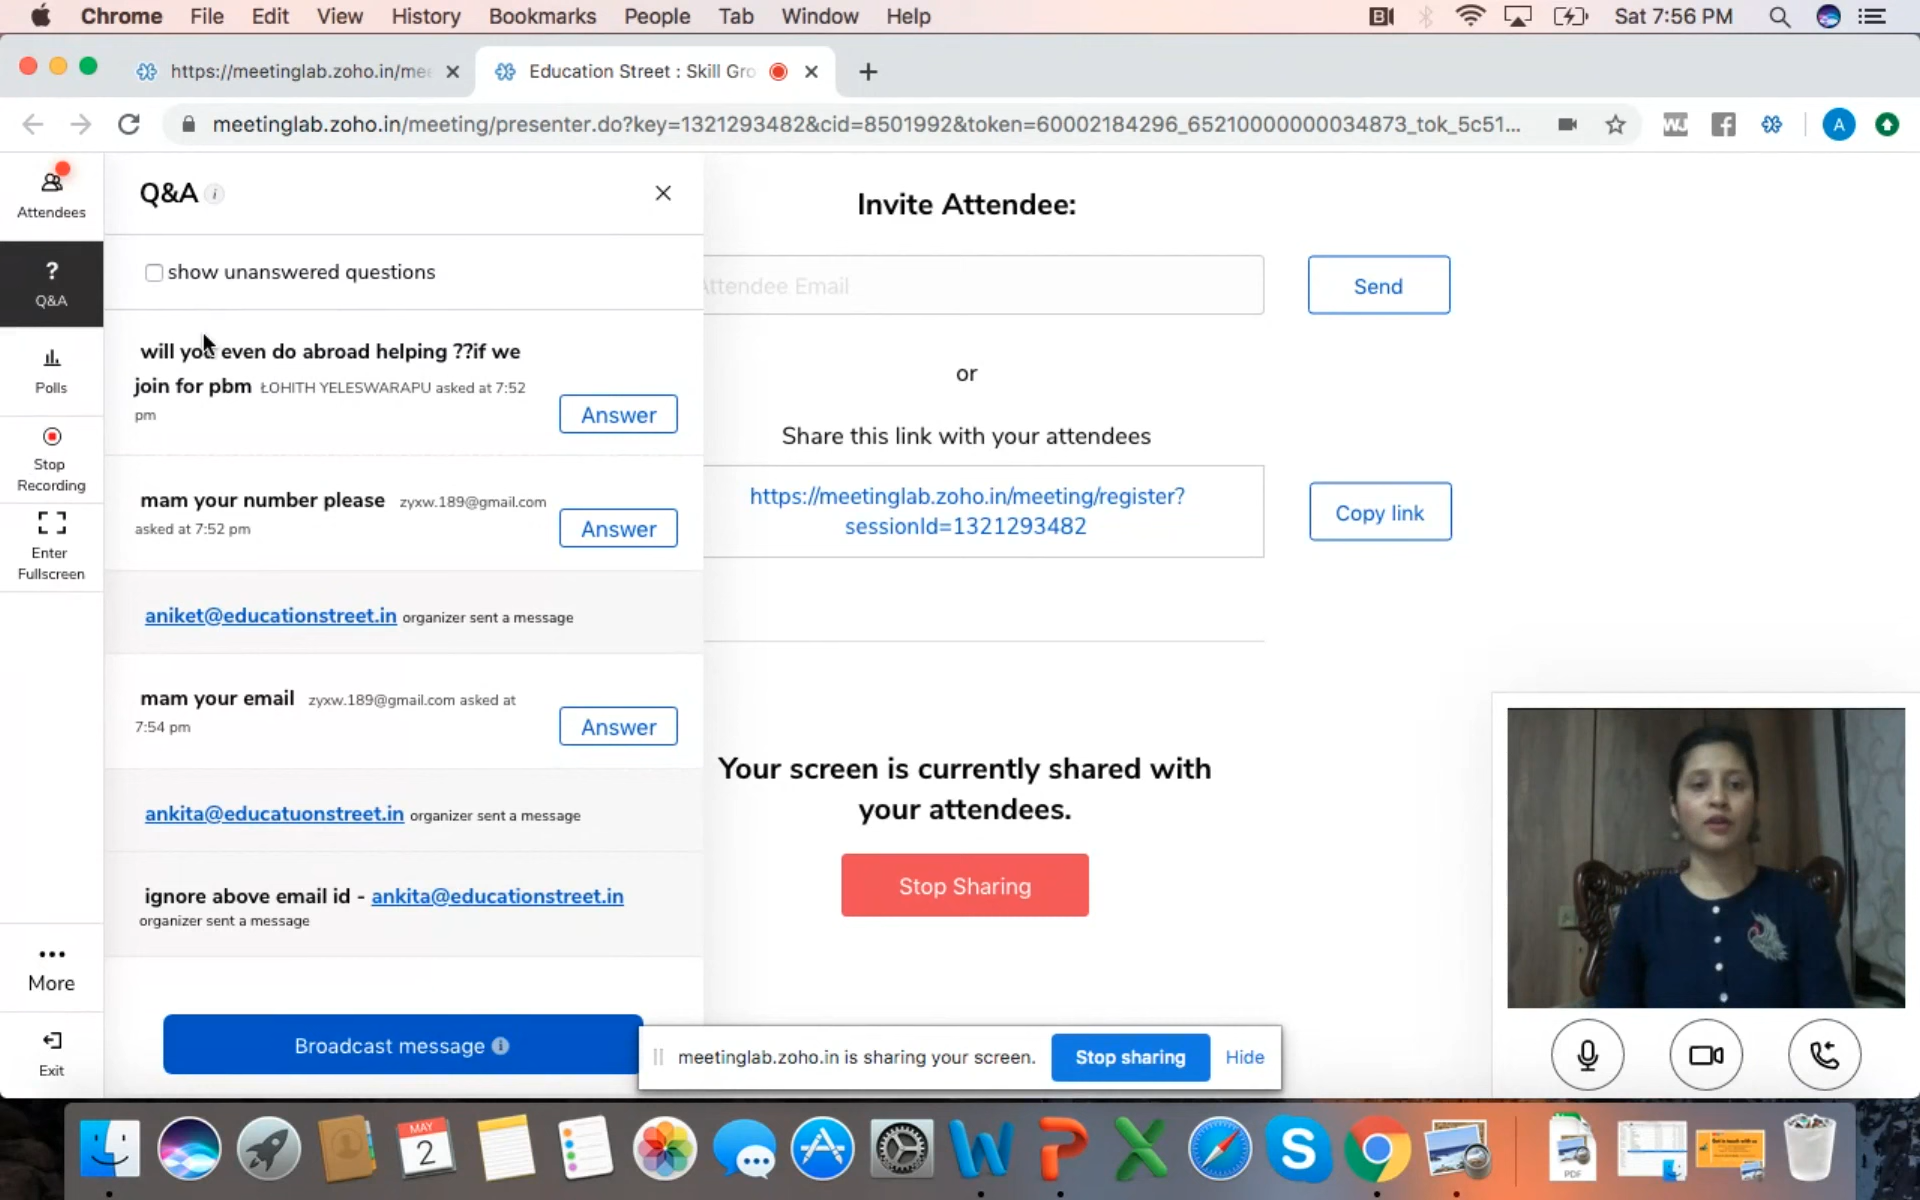 Chrome File Edit View History Bookmarks People Tab Window Help Sat 7:56 PM
https://meetinglab.zoho.in/mee
Education Street : Skill Gro
meetinglab.zoho.in/meeting/presenter.do?key=1321293482&cid=8501992&token=60002184296_65210000000034873_tok_5c51... A
Attendees
Q&A
Polls
Stop
Recording
Enter
Fullscreen
More
Exit
Q&A
show unanswered questions
will you even do abroad helping ??if we
join for pbm ŁOHITH YELESWARAPU asked at 7:52
pm
Answer
mam your number please zyxw.189@gmail.com
asked at 7:52 pm
Answer
aniket@educationstreet.in organizer sent a message
mam your email zyxw.189@gmail.com asked at
7:54 pm
Answer
ankita@educatuonstreet.in organizer sent a message
ignore above email id - ankita@educationstreet.in
organizer sent a message
Broadcast message
Invite Attendee:
Attendee Email
Send
or
Share this link with your attendees
https://meetinglab.zoho.in/meeting/register?
sessionId=1321293482
Copy link
Your screen is currently shared with
your attendees.
Stop Sharing
meetinglab.zoho.in is sharing your screen. Stop sharing Hide
MAY
2
PDF